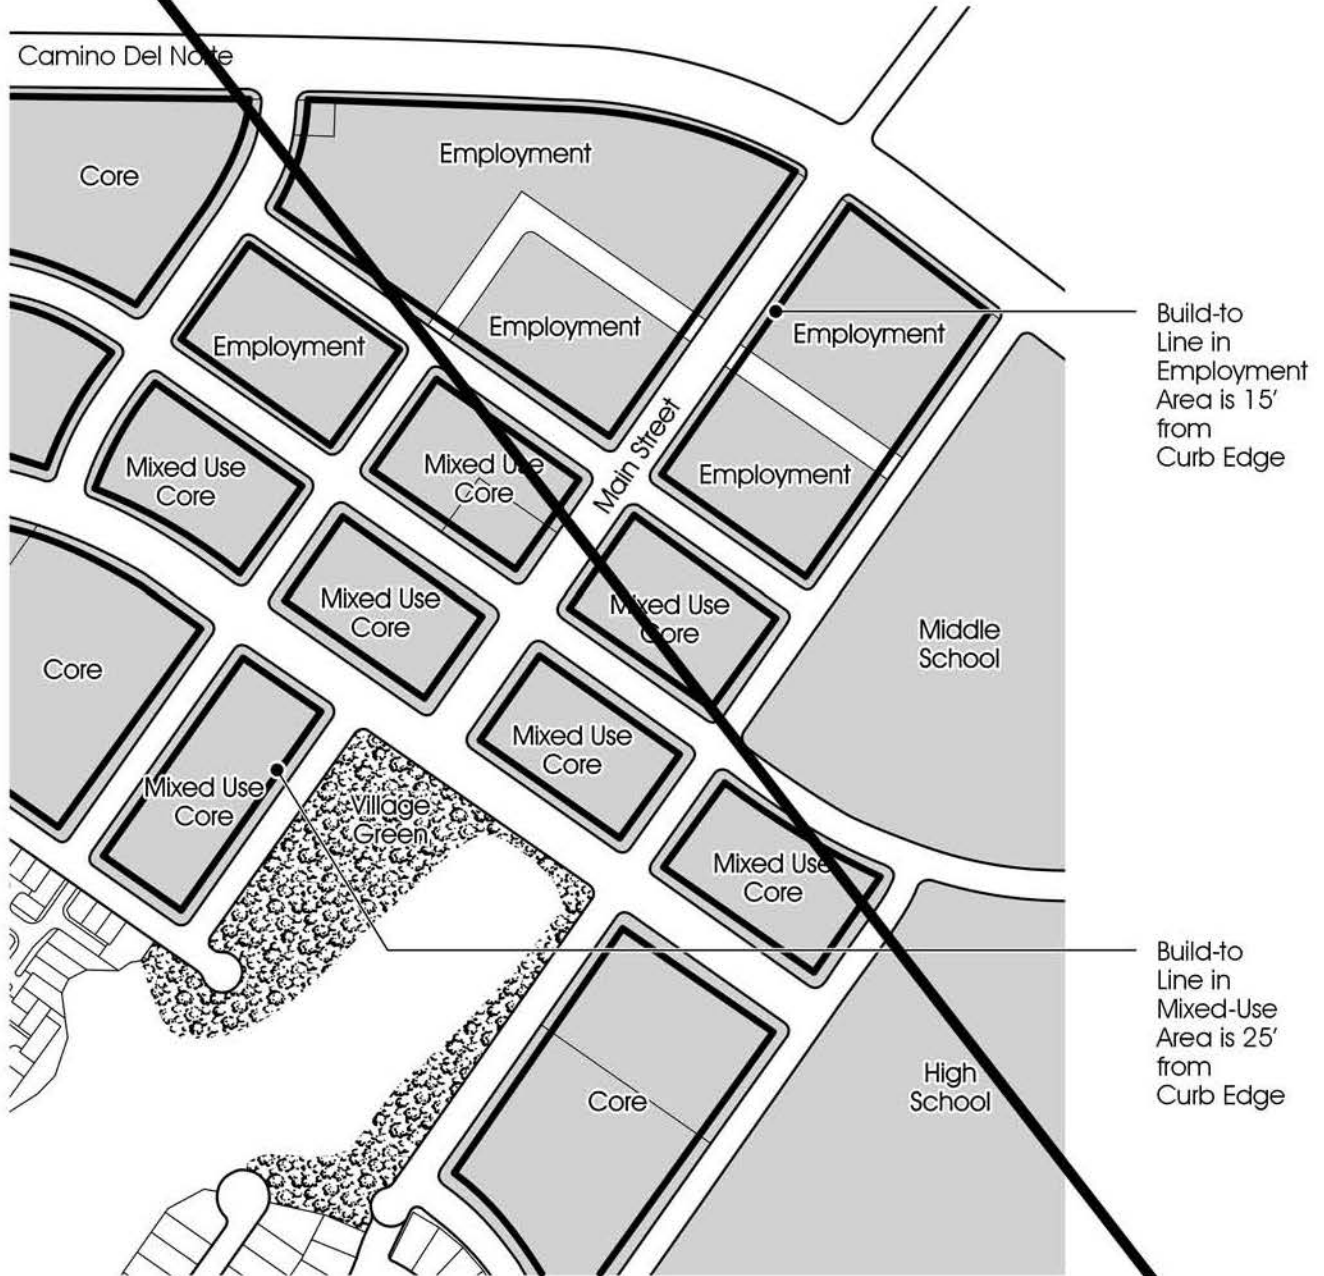 Camino Del Norte
Employment
Core
Employment
Build-to
Line in
Employment
Area is 15'
from
Curb Edge
Employment
Employment
Main Street
Mixed Use
Core
Mixed Use
Core
Employment
Mixed Use
Core
Mixed Use
Core
Middle
School
Core
Mixed Use
Core
Mixed Use
Core
Village
Green
Mixed Use
Core
Build-to
Line in
Mixed-Use
Area is 25'
from
Curb Edge
High
School
Core